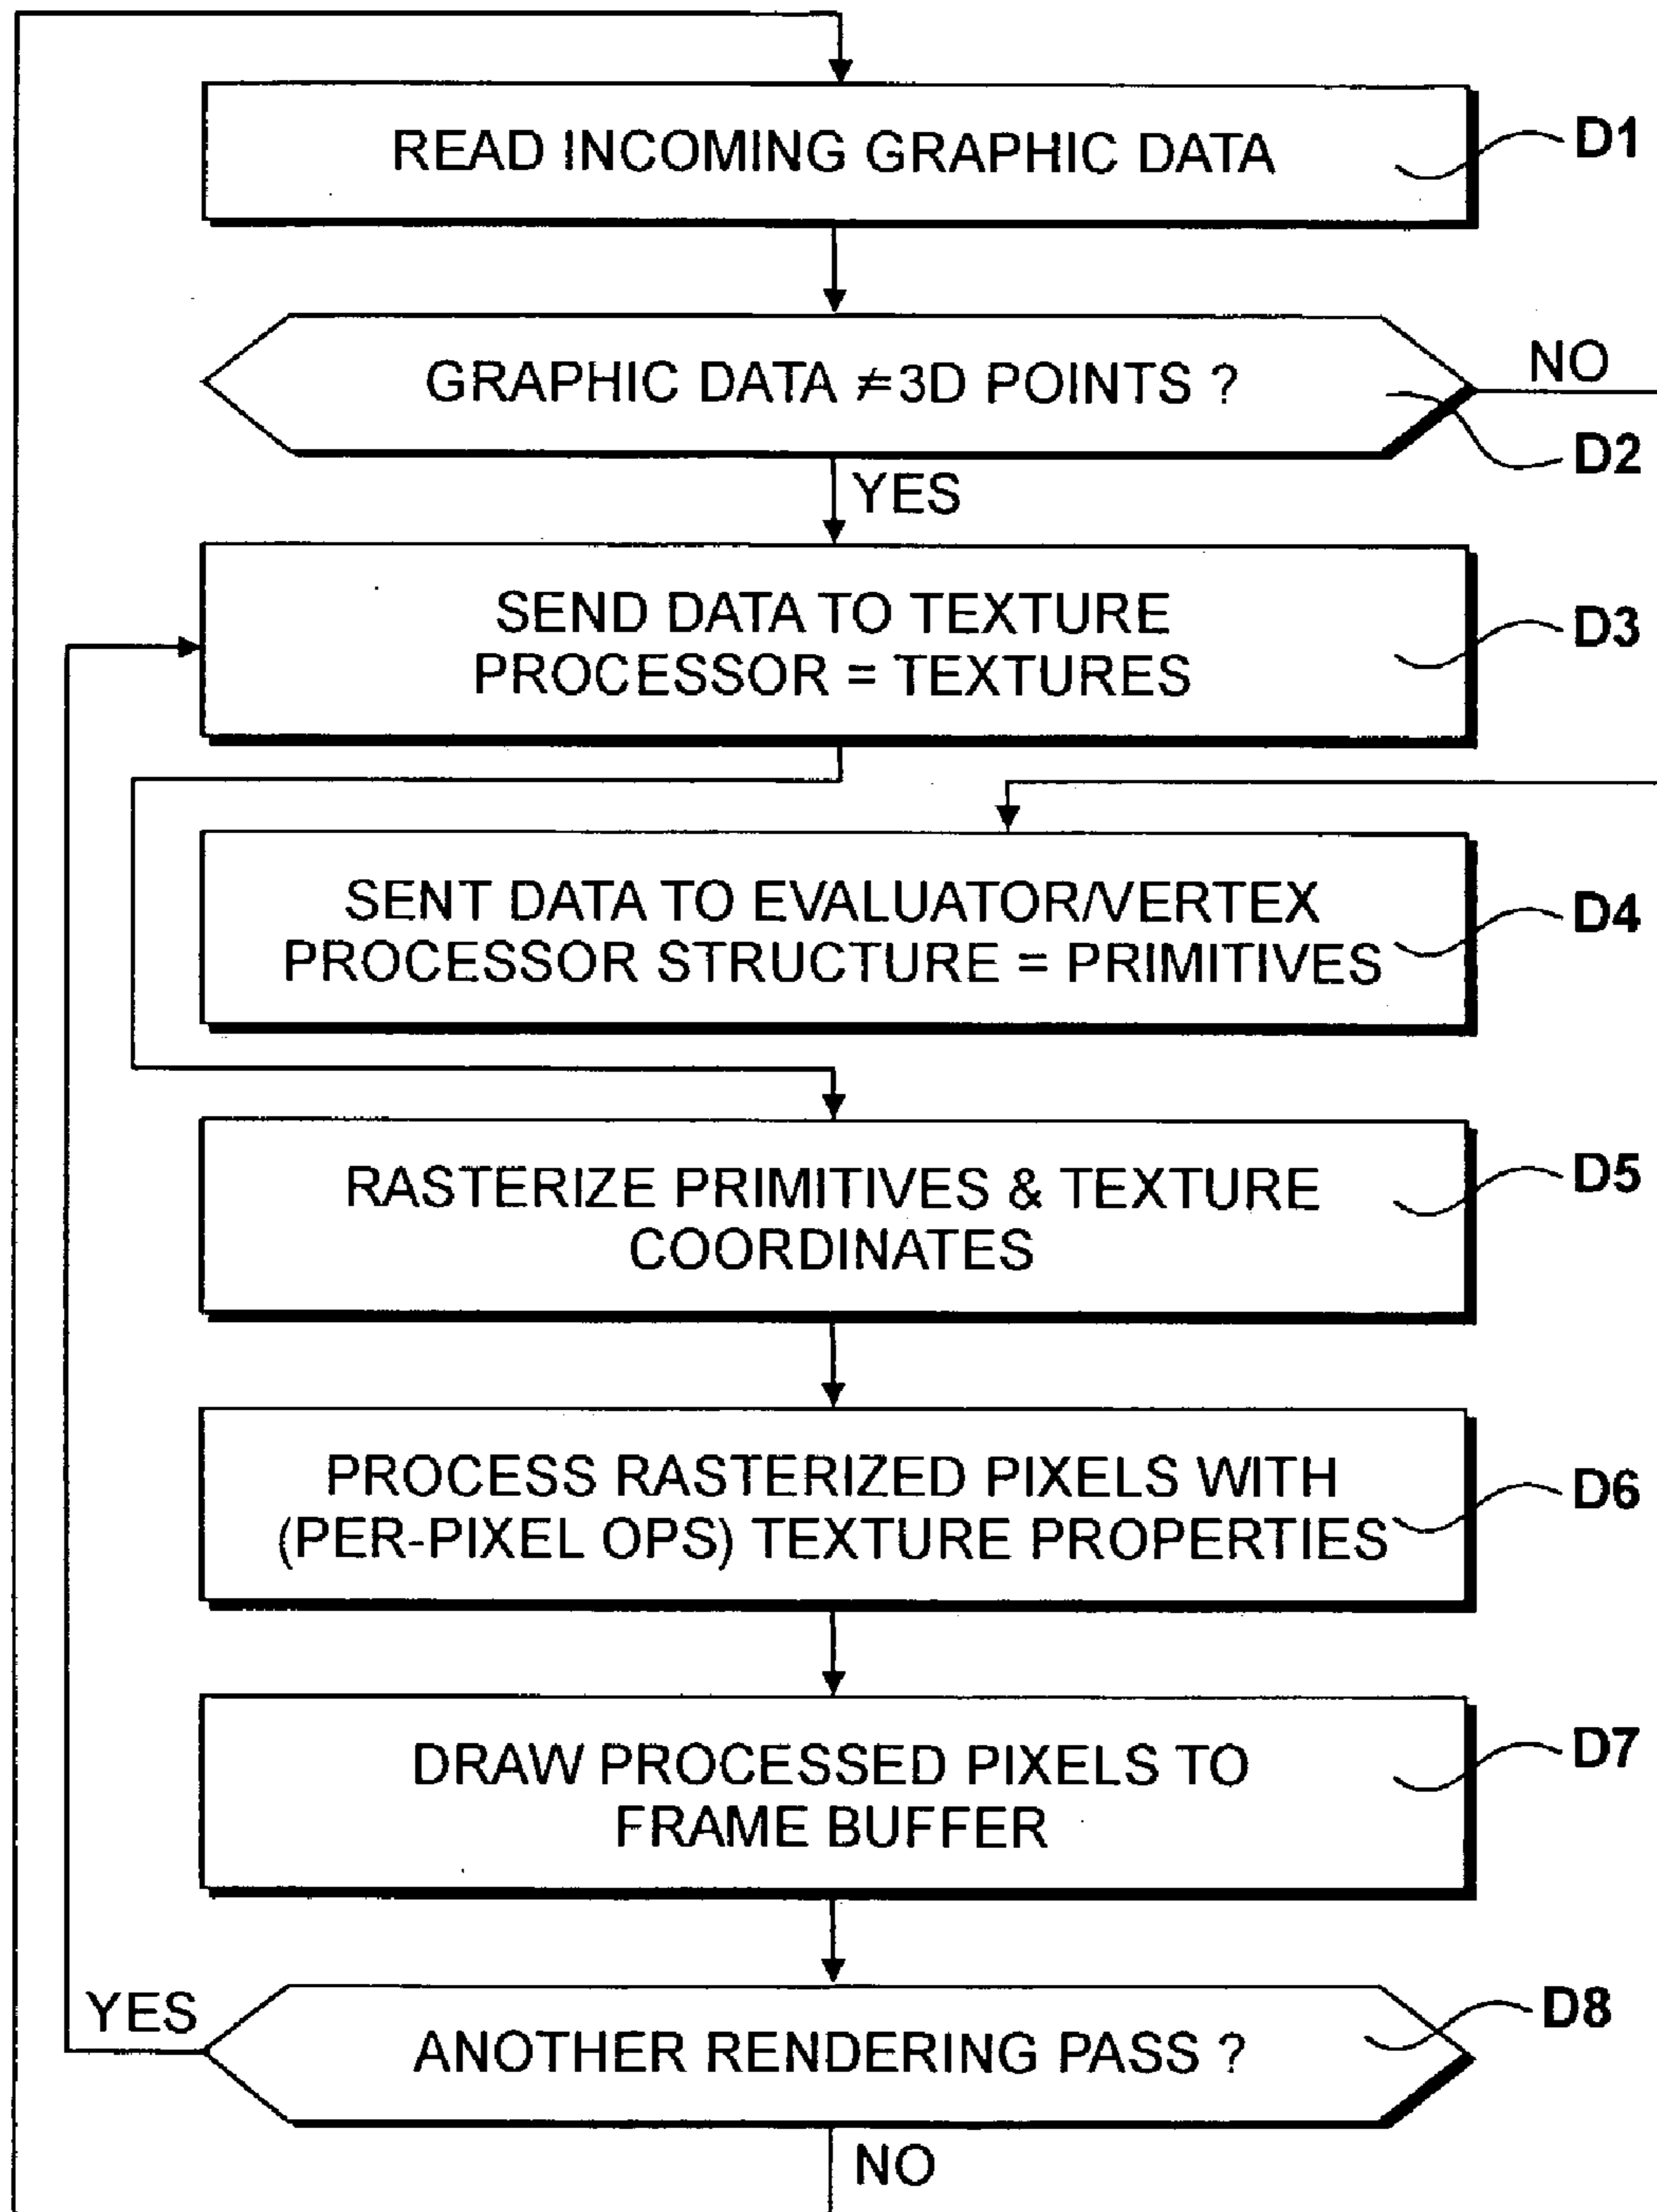 READ INCOMING GRAPHIC DATA
D1
GRAPHIC DATA ≠3D POINTS ?
NO
D2
YES
SEND DATA TO TEXTURE
PROCESSOR = TEXTURES
D3
SENT DATA TO EVALUATOR/VERTEX
PROCESSOR STRUCTURE = PRIMITIVES
D4
RASTERIZE PRIMITIVES & TEXTURE
COORDINATES
D5
PROCESS RASTERIZED PIXELS WITH
(PER-PIXEL OPS) TEXTURE PROPERTIES
D6
DRAW PROCESSED PIXELS TO
FRAME BUFFER
D7
YES
ANOTHER RENDERING PASS ?
D8
NO